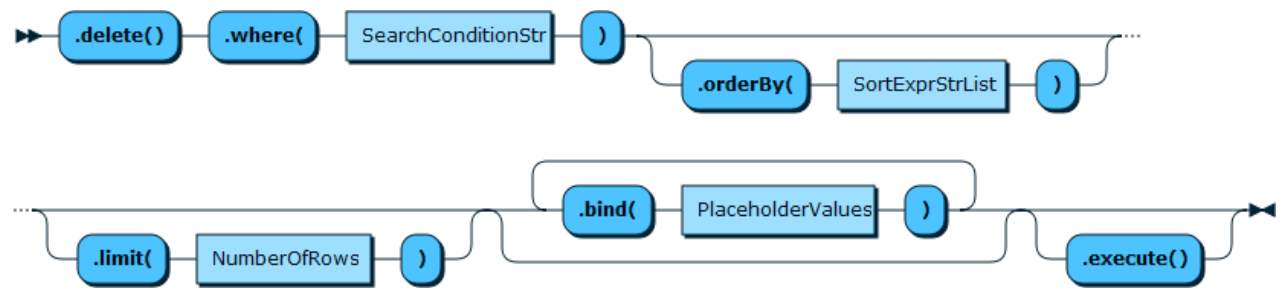 .delete() .where( SearchConditionStr )
.orderBy( SortExprStrList )
.bind( PlaceholderValues )
.limit( NumberOfRows ) .execute()